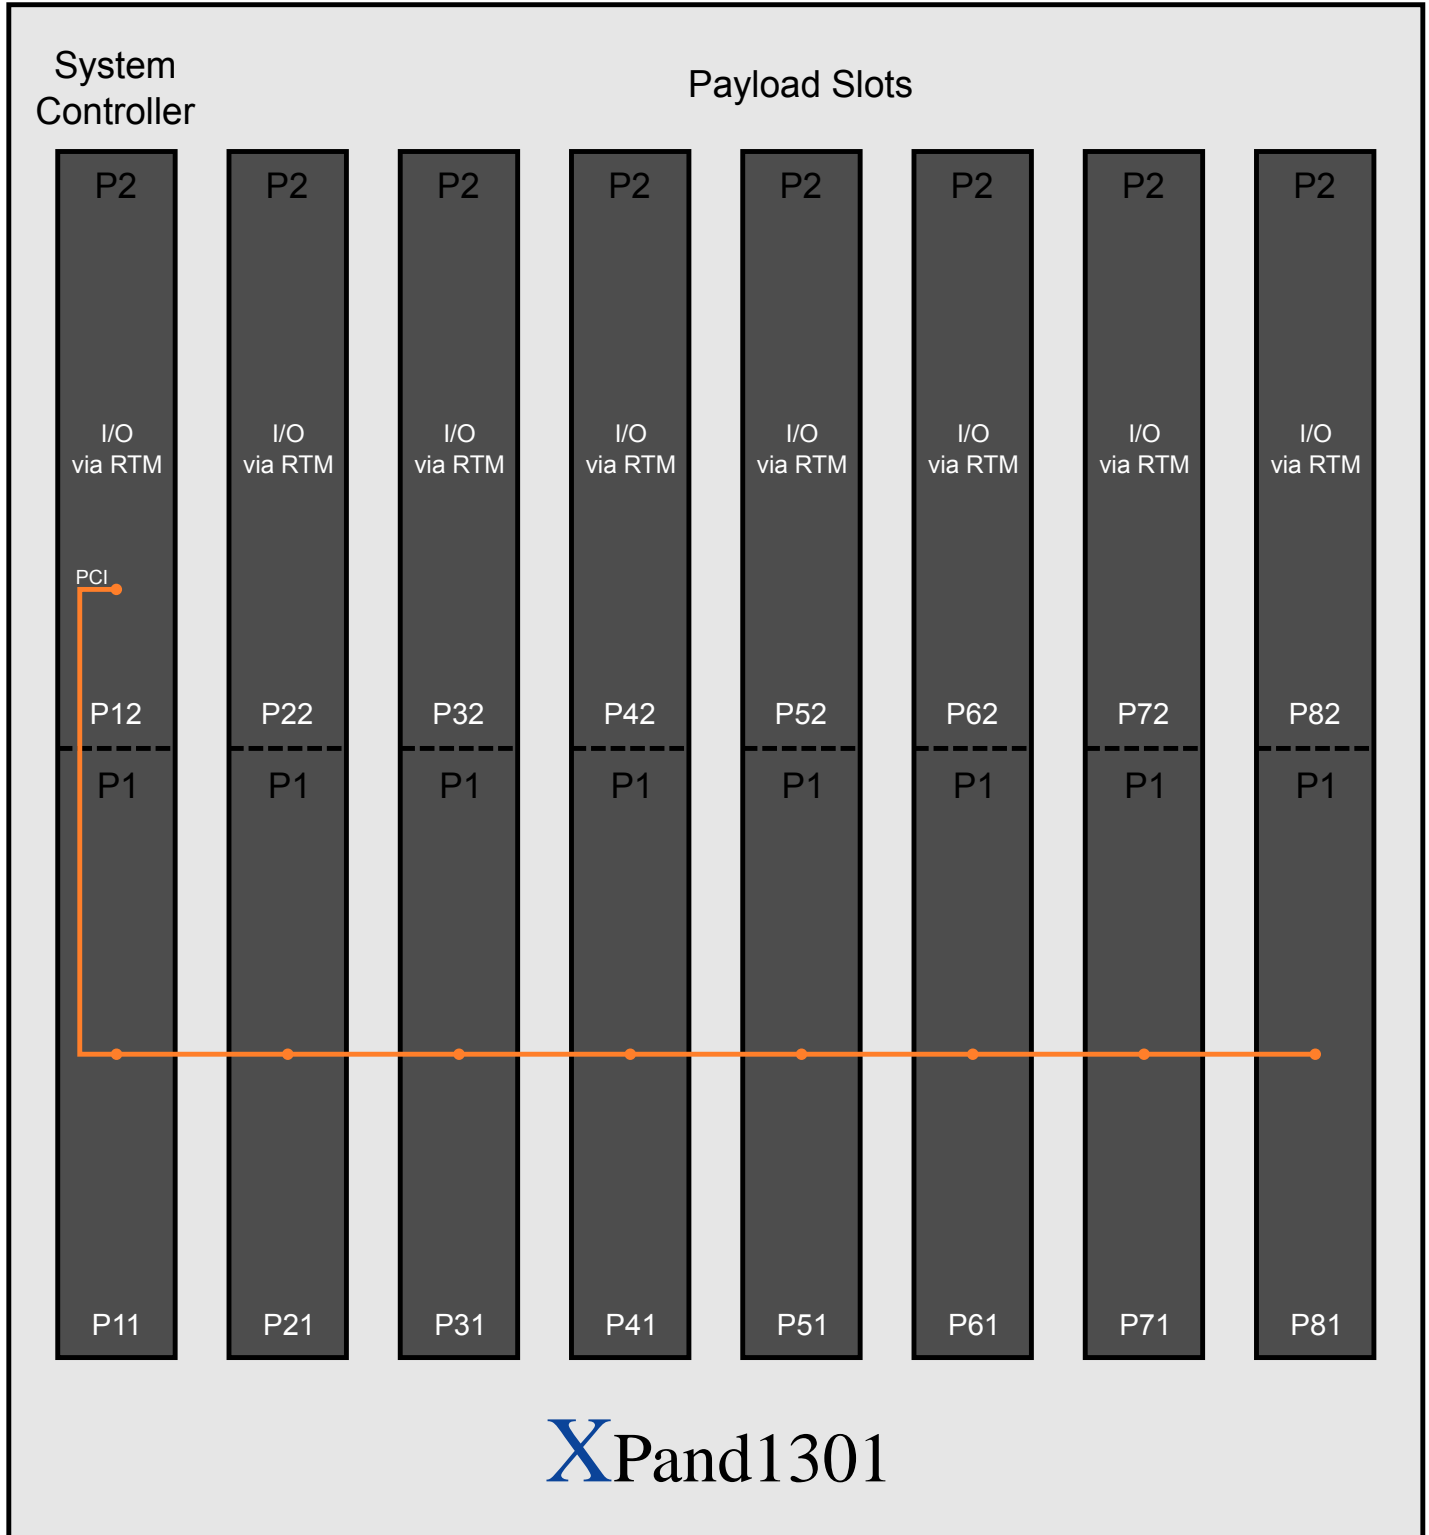 System
Controller
Payload Slots
P2 P2 P2 P2 P2 P2 P2 P2
I/O I/O I/O I/O I/O I/O I/O I/O
via RTM via RTM via RTM via RTM via RTM via RTM via RTM via RTM
PCI
P12 P22 P32 P42 P52 P62 P72 P82
P1 P1 P1 P1 P1 P1 P1 P1
P11 P21 P31 P41 P51 P61 P71 P81
XPand1301